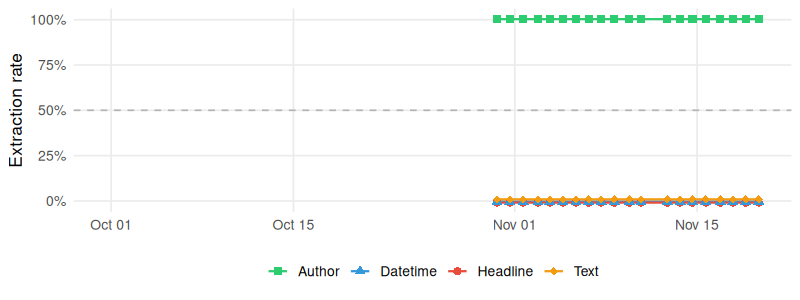 Extraction rate
100%
75%
50%
25%
0%
Oct 01 Oct 15 Nov 01 Nov 15
Author Datetime Headline Text